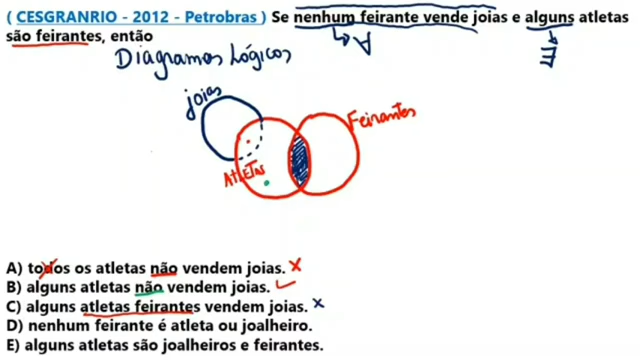 ( CESGRANRIO - 2012 - Petrobras ) Se nenhum feirante vende joias e alguns atletas
são feirantes, então
Diagramas Lógicos
joias
Feirantes
ATLETAS
A) todos os atletas não vendem joias.
B) alguns atletas não vendem joias.
C) alguns atletas feirantes vendem joias. x
D) nenhum feirante é atleta ou joalheiro.
E) alguns atletas são joalheiros e feirantes.